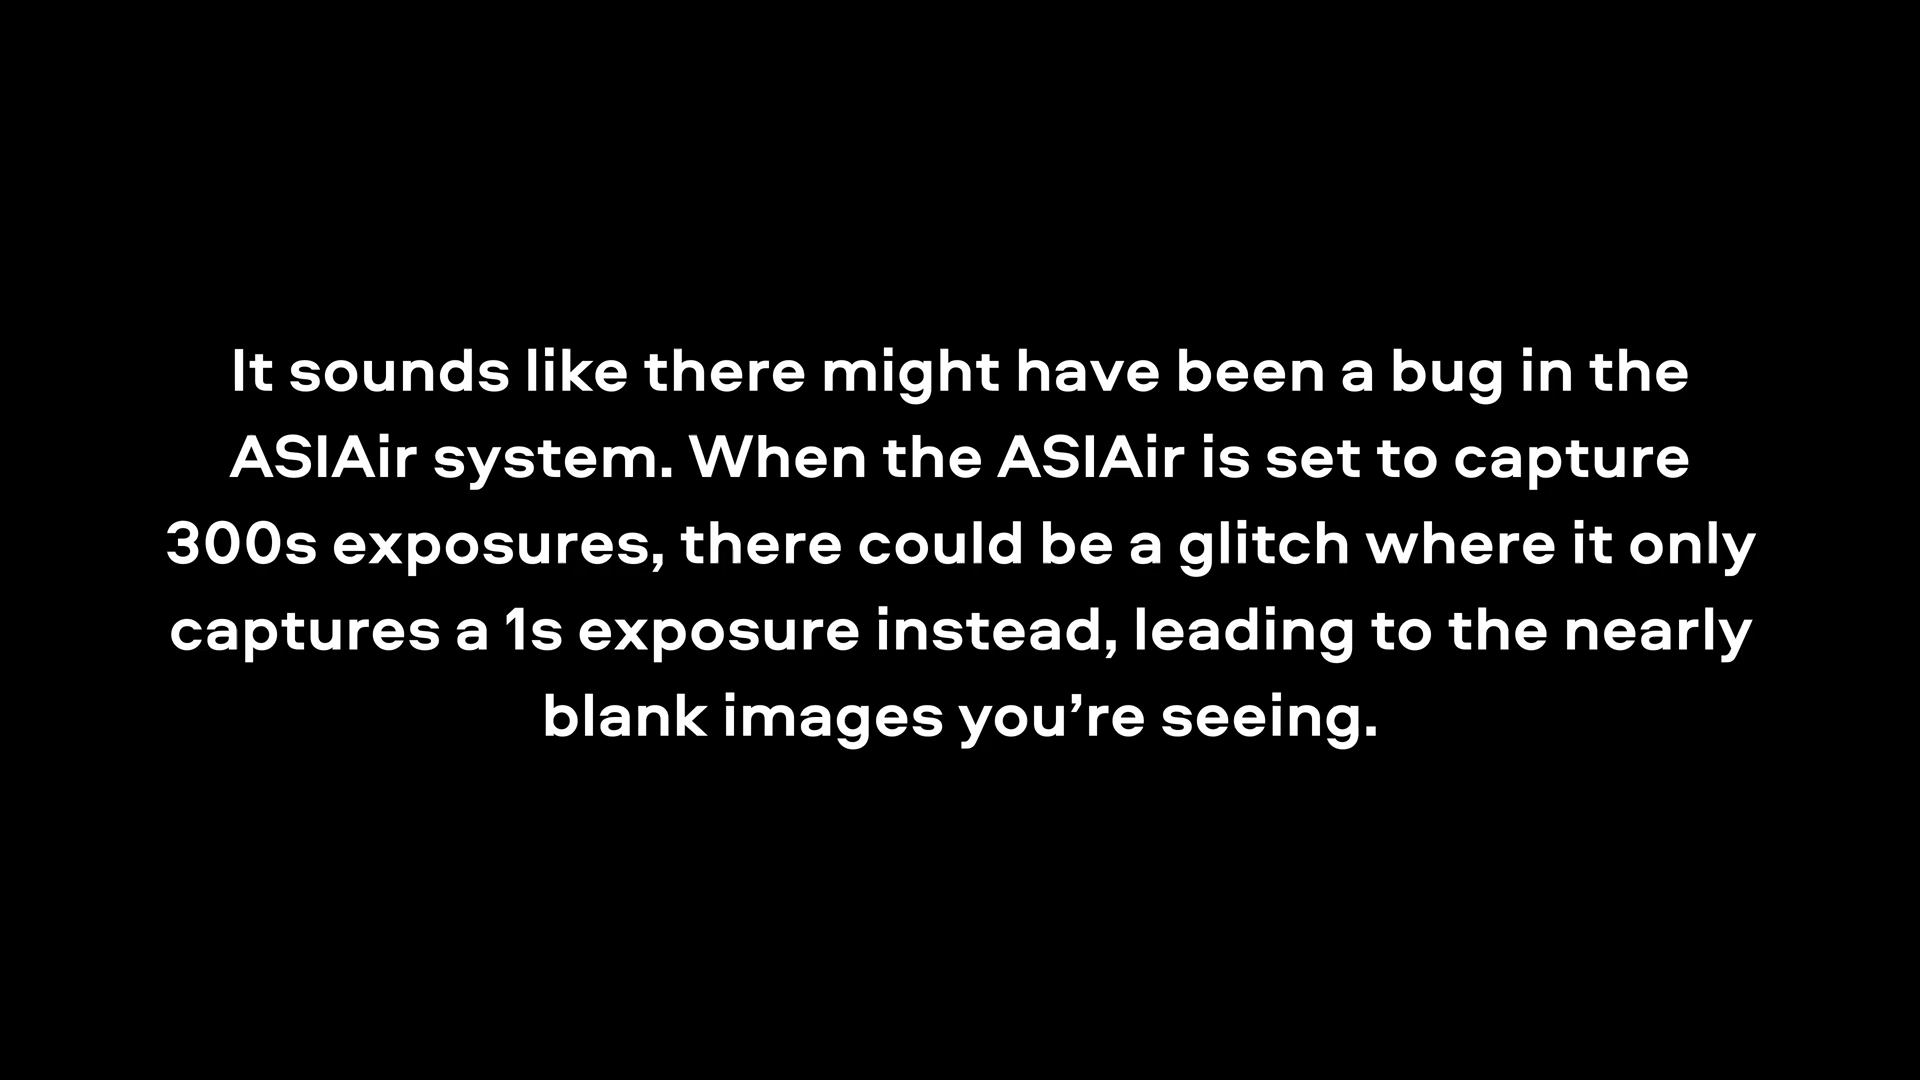 It sounds like there might have been a bug in the
ASIAir system. When the ASIAir is set to capture
300s exposures, there could be a glitch where it only
captures a 1s exposure instead, leading to the nearly
blank images you’re seeing.